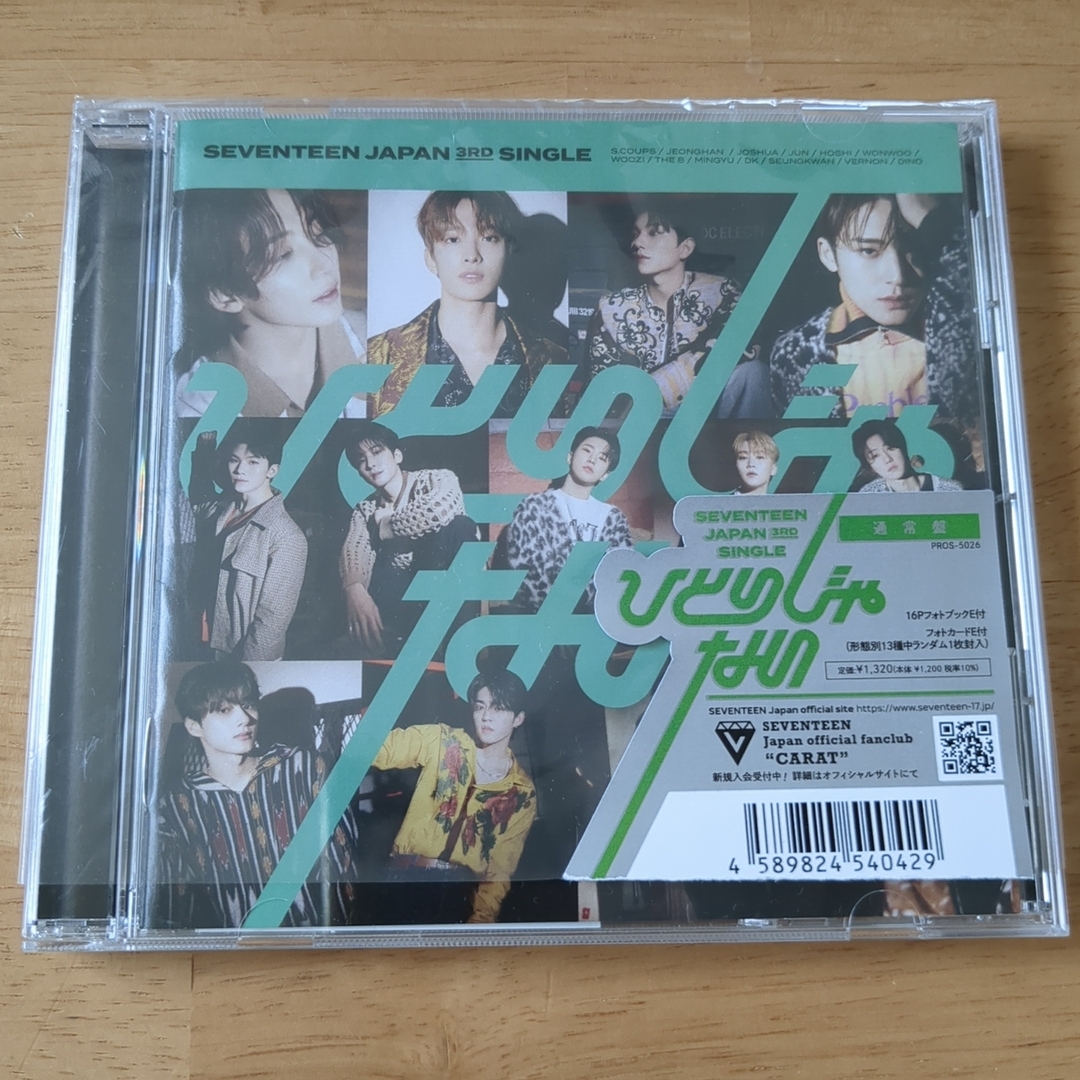 SEVENTEEN JAPAN 3RD SINGLE
S.COUPS / JEONGHAN / JOSHUA / JUN / HOSHI / WONWOO /
WOOZI / THE 8 / MINGYU / DK / SEUNGKWAN / VERNON / DINO
ひとりじゃ
ない
SEVENTEEN
JAPAN 3RD
SINGLE
ひとりじゃ
ない
通常盤
PROS-5026
16PフォトブックE付
フォトカードE付
(形態別13種中ランダム1枚封入)
定価:¥1,320(本体 ¥1,200 税率10%)
SEVENTEEN Japan official site https://www.seventeen-17.jp/
SEVENTEEN
Japan official fanclub
“CARAT”
新規入会受付中! 詳細はオフィシャルサイトにて
4 589824 540429